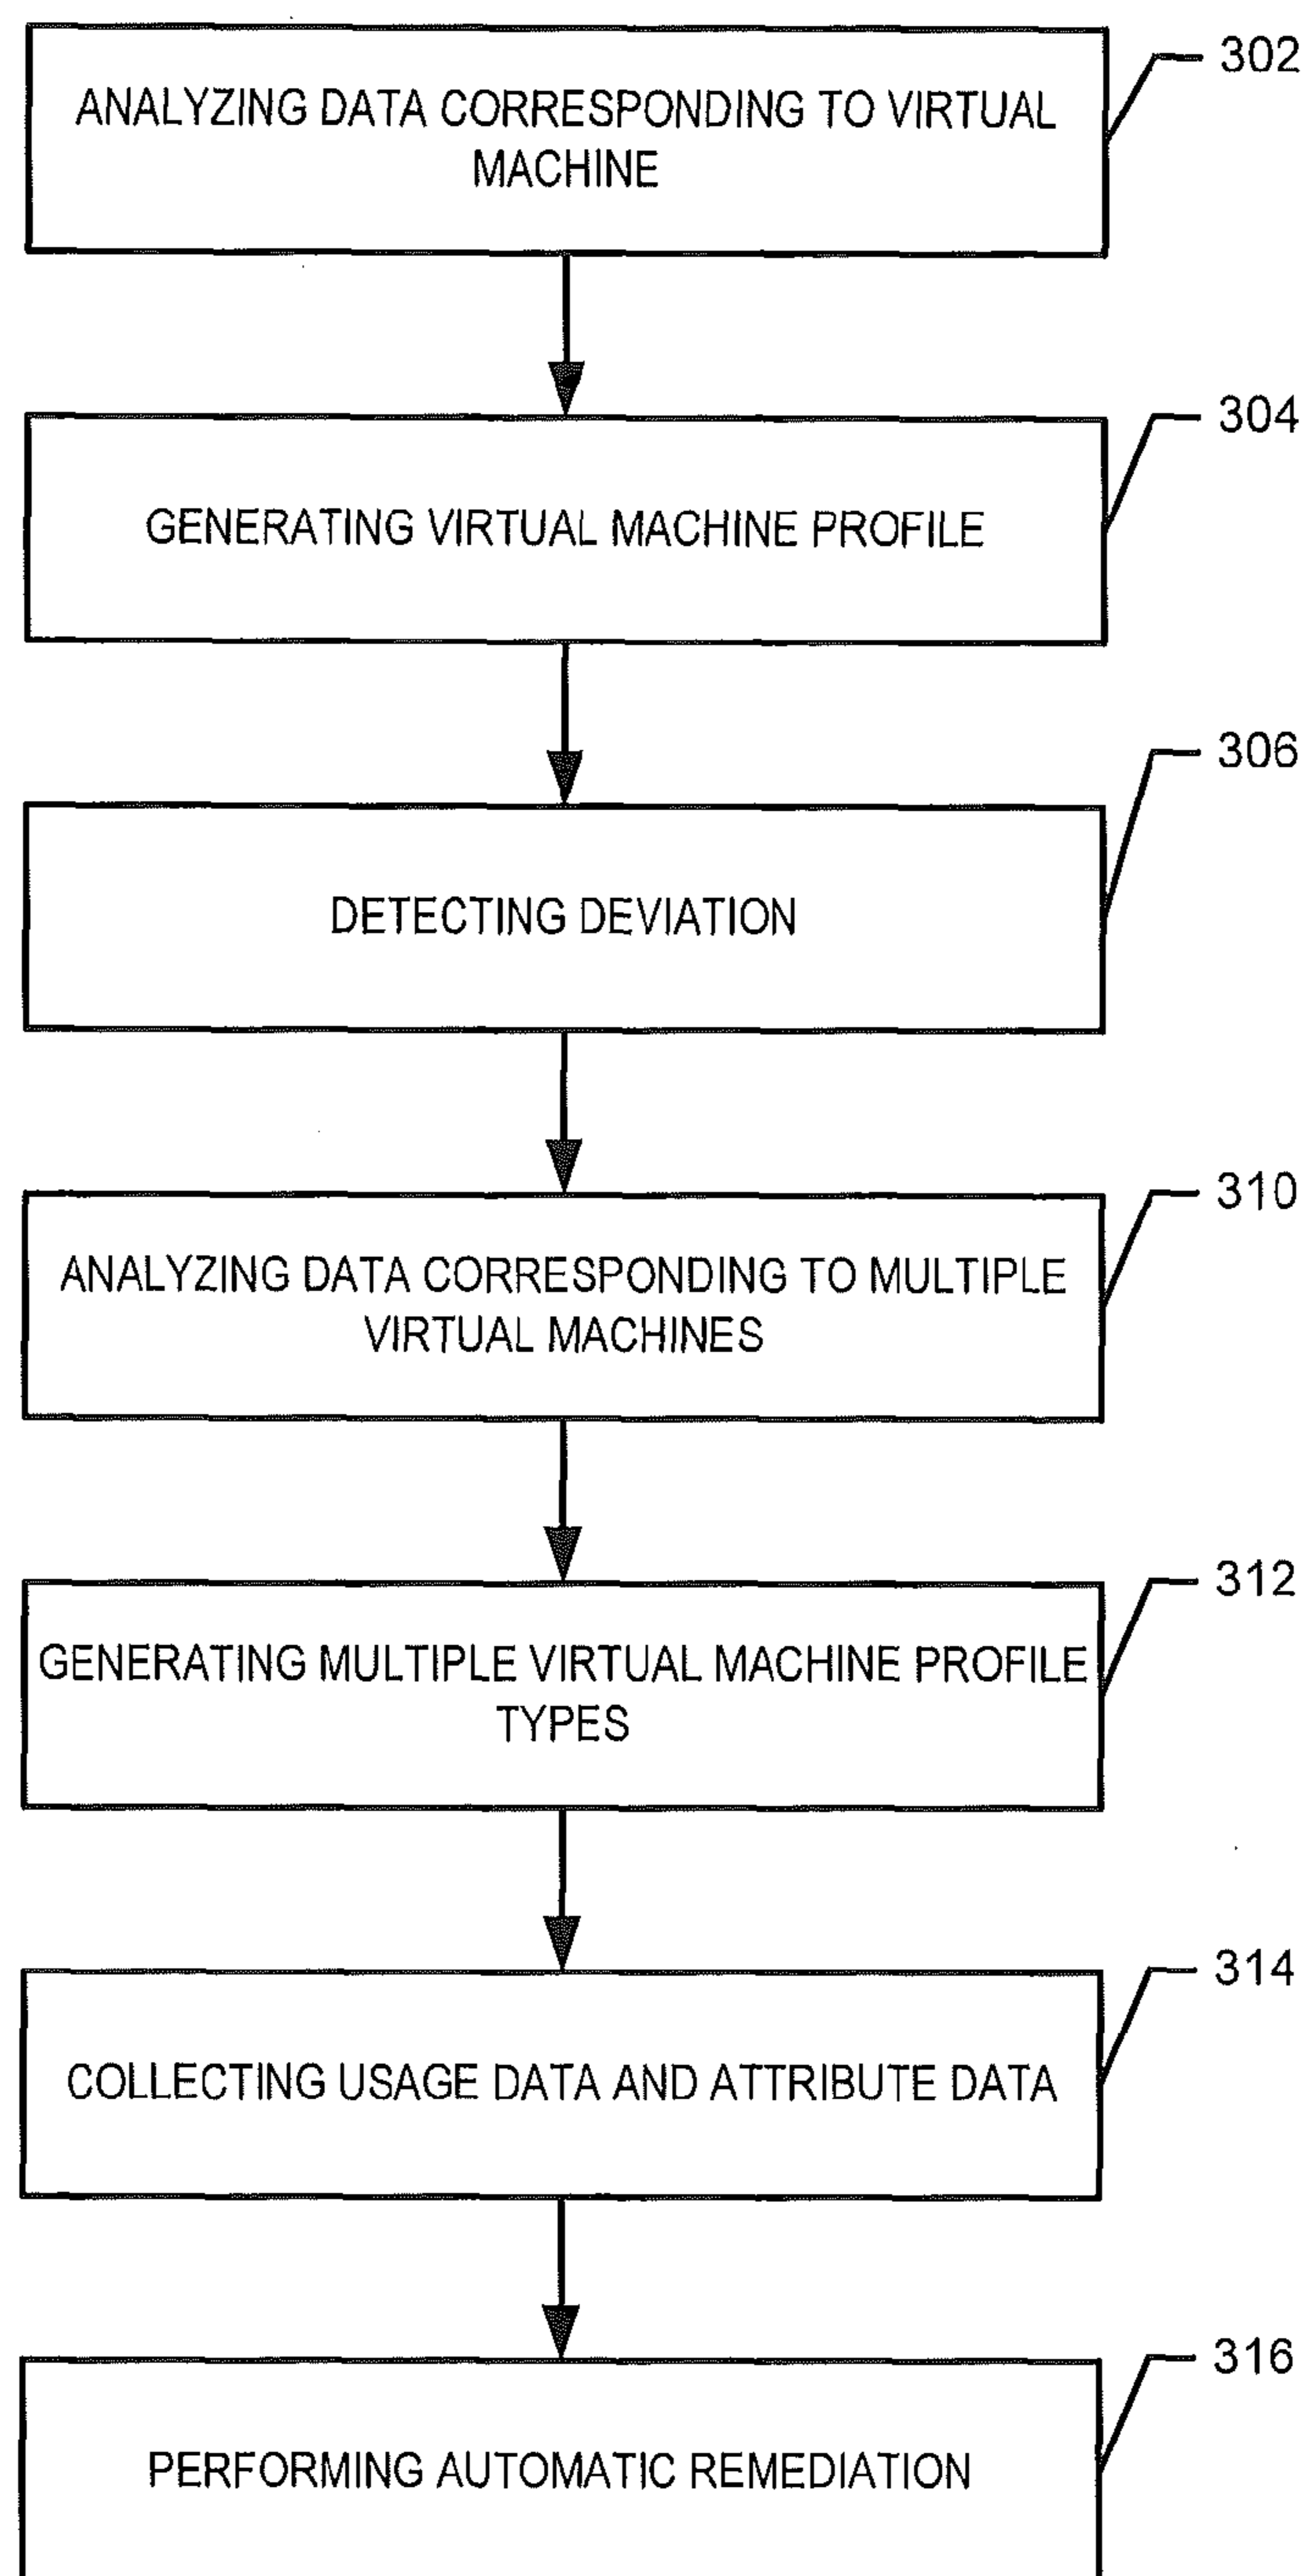 302
ANALYZING DATA CORRESPONDING TO VIRTUAL
MACHINE
304
GENERATING VIRTUAL MACHINE PROFILE
306
DETECTING DEVIATION
310
ANALYZING DATA CORRESPONDING TO MULTIPLE
VIRTUAL MACHINES
312
GENERATING MULTIPLE VIRTUAL MACHINE PROFILE
TYPES
314
COLLECTING USAGE DATA AND ATTRIBUTE DATA
316
PERFORMING AUTOMATIC REMEDIATION